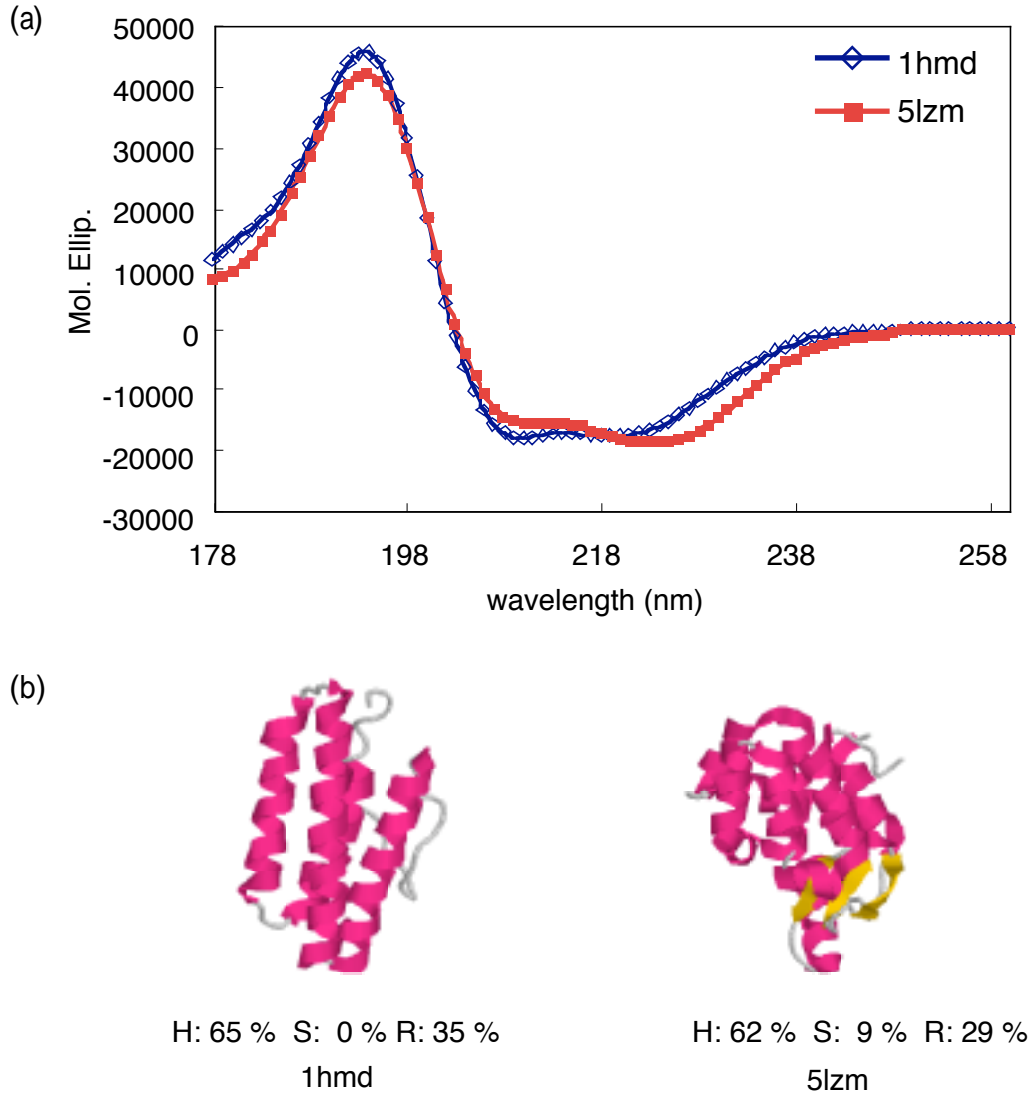 (a)
50000
40000
30000
20000
10000
0
-10000
-20000
-30000
Mol. Ellip.
1hmd
5lzm
178 198 218 238 258
wavelength (nm)
(b)
H: 65 % S: 0 % R: 35 %
1hmd
H: 62 % S: 9 % R: 29 %
5lzm